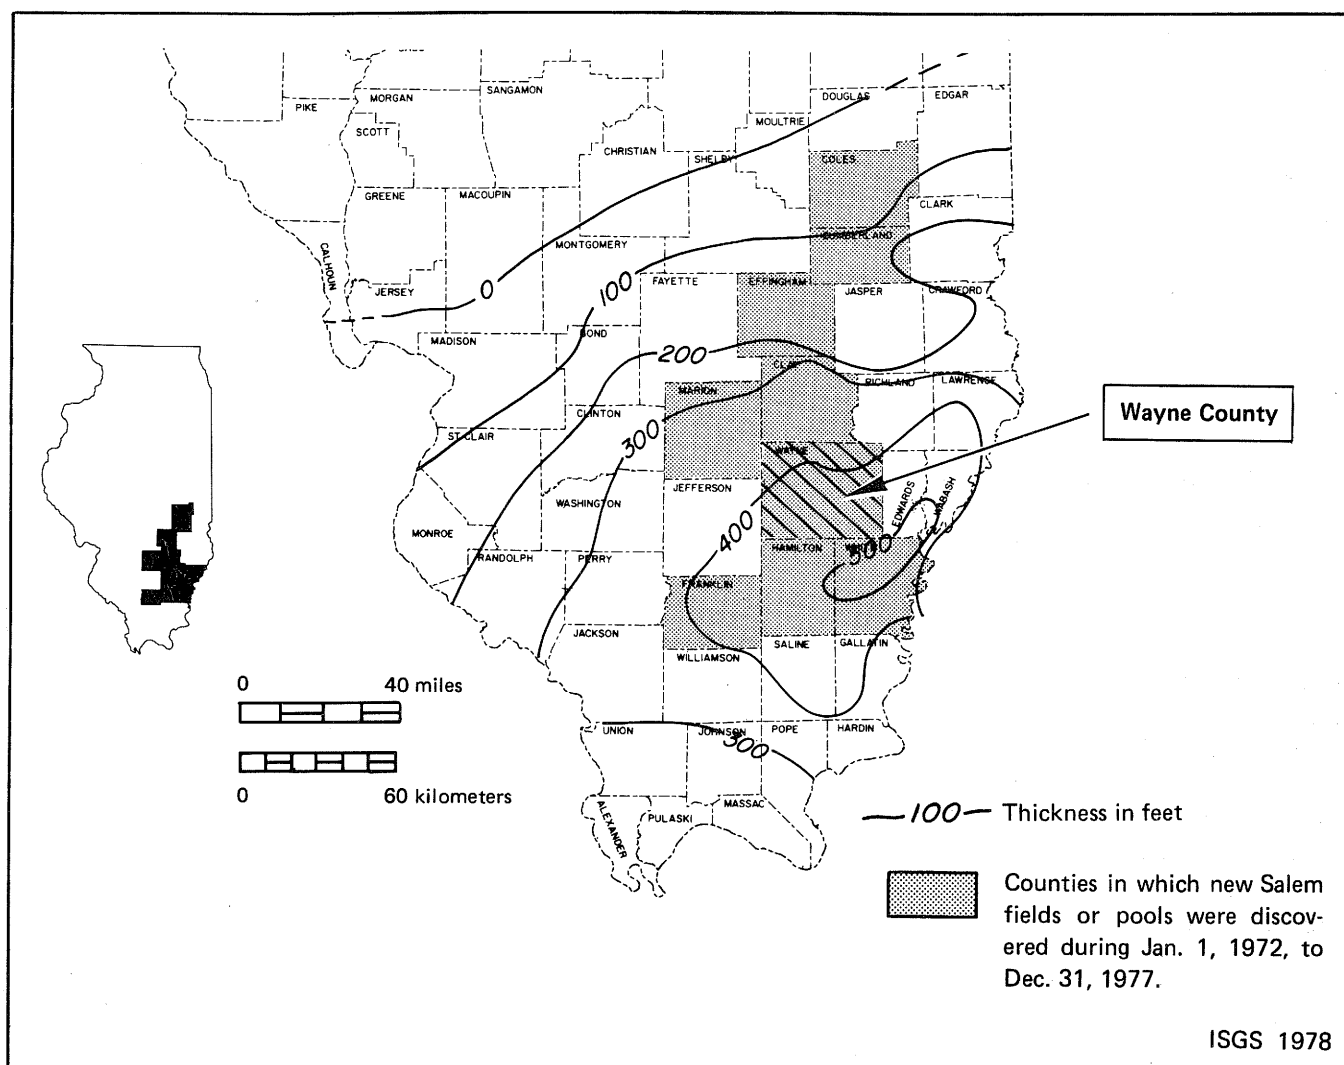 SANGAMON
DOUGLAS
EDGAR
PIKE
MORGAN
MOULTRIE
SCOTT
CHRISTIAN
SHELBY
COLES
GREENE
MACOUPIN
CLARK
CUMBERLAND
MONTGOMERY
CALHOUN
JERSEY
0
100
FAYETTE
EFFINGHAM
JASPER
CRAWFORD
MADISON
BOND
200
CLAY
MARION
RICHLAND
LAWRENCE
CLINTON
300
ST CLAIR
Wayne County
WAYNE
JEFFERSON
WASHINGTON
EDWARDS
WABASH
MONROE
400
RANDOLPH
PERRY
HAMILTON
500
FRANKLIN
JACKSON
WILLIAMSON
SALINE
GALLATIN
0 40 miles
UNION
JOHNSON
POPE
HARDIN
300
0 60 kilometers
ALEXANDER
PULASKI
MASSAC
100 Thickness in feet
Counties in which new Salem
fields or pools were discov-
ered during Jan. 1, 1972, to
Dec. 31, 1977.
ISGS 1978